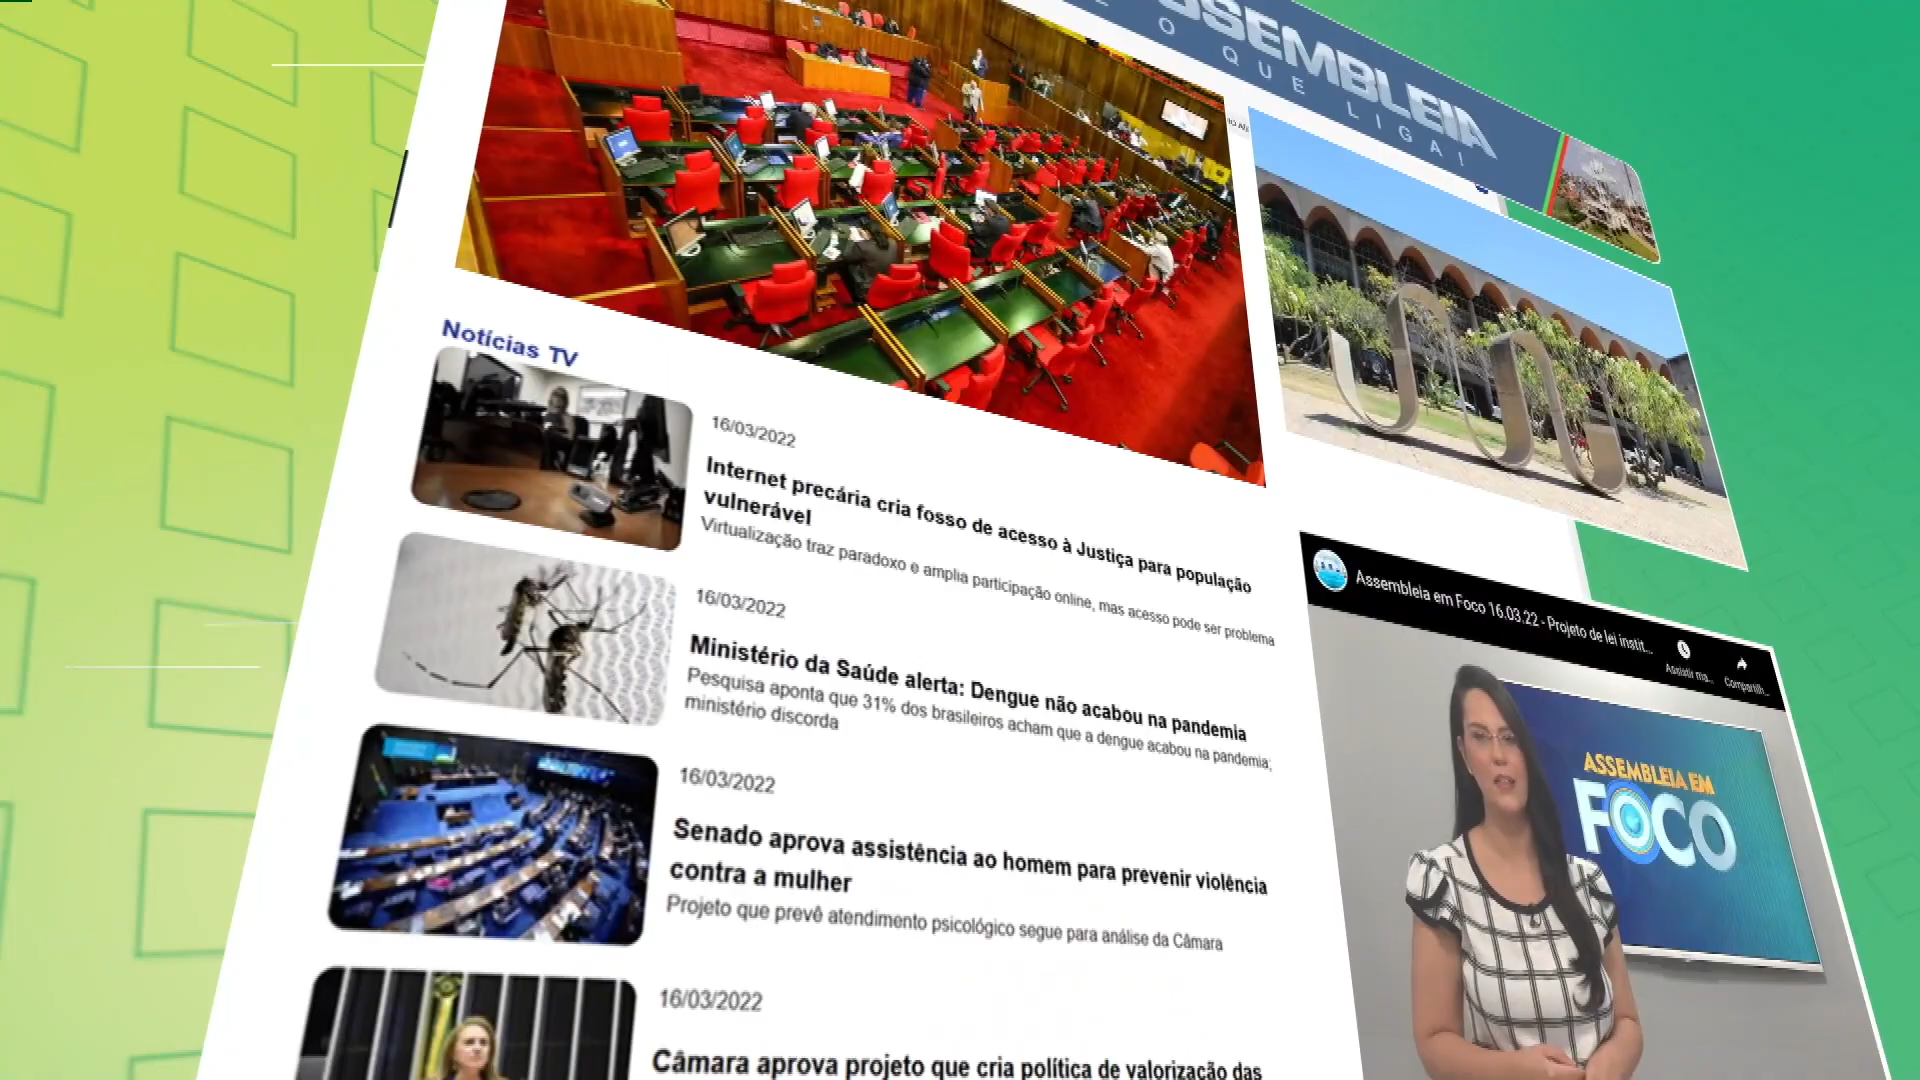 SSEMBLEIA
O QUE LIGA!
Notícias TV
16/03/2022
Internet precária cria fosso de acesso à Justiça para população
vulnerável
Virtualização traz paradoxo e amplia participação online, mas acesso pode ser problema
16/03/2022
Ministério da Saúde alerta: Dengue não acabou na pandemia
Pesquisa aponta que 31% dos brasileiros acham que a dengue acabou na pandemia;
ministério discorda
16/03/2022
Senado aprova assistência ao homem para prevenir violência
contra a mulher
Projeto que prevê atendimento psicológico segue para análise da Câmara
16/03/2022
Câmara aprova projeto que cria política de valorização das
Assembleia em Foco 16.03.22 - Projeto de lei instit...
Assistir ma...
Compartilh...
ASSEMBLEIA EM
FOCO